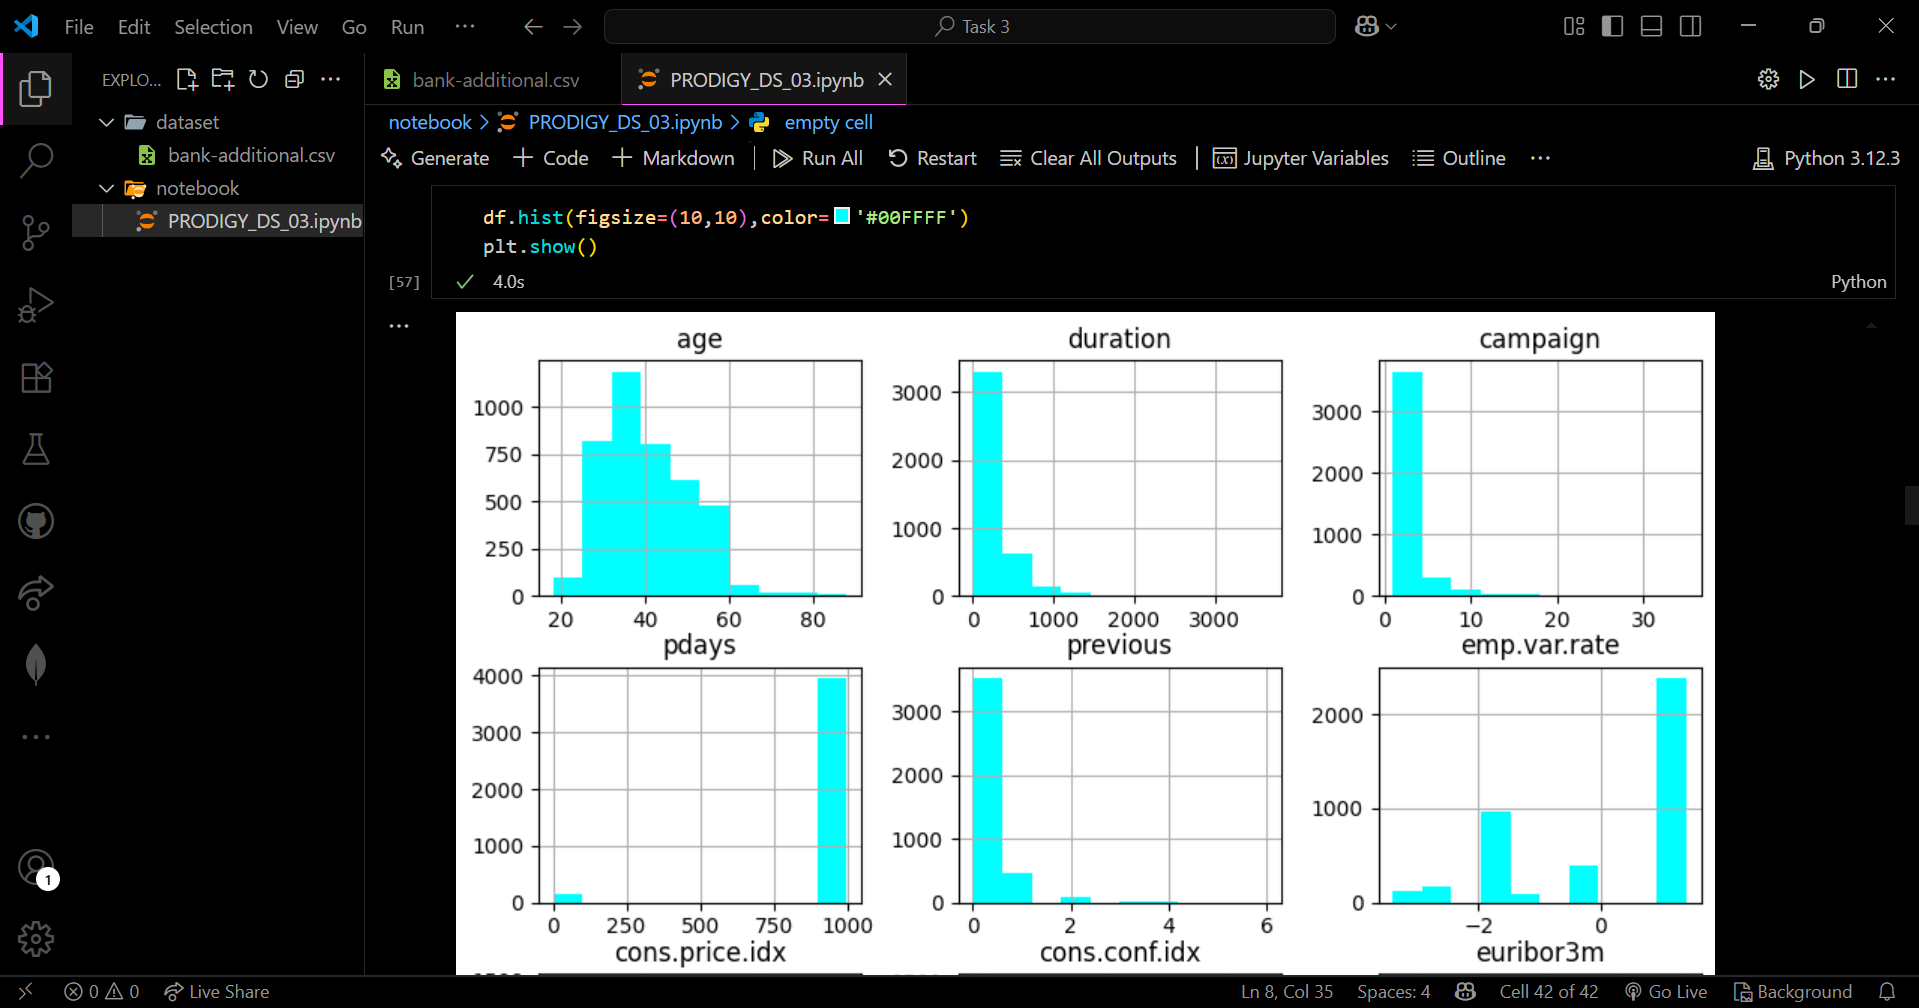 File Edit Selection View Go Run ··· Task 3
EXPLO... bank-additional.csv PRODIGY_DS_03.ipynb
dataset
bank-additional.csv
notebook
PRODIGY_DS_03.ipynb
notebook > PRODIGY_DS_03.ipynb > empty cell
Generate + Code + Markdown | Run All Restart Clear All Outputs | Jupyter Variables Outline ··· Python 3.12.3
df.hist(figsize=(10,10),color='#00FFFF')
plt.show()
[57] 4.0s Python
age duration campaign
1000 750 500 250 0
20 40 60 80
3000 2000 1000 0
0 1000 2000 3000
3000 2000 1000 0
0 10 20 30
pdays previous emp.var.rate
4000 3000 2000 1000 0
0 250 500 750 1000
3000 2000 1000 0
0 2 4 6
2000 1000 0
−2 0
cons.price.idx cons.conf.idx euribor3m
1
0 0 Live Share Ln 8, Col 35 Spaces: 4 Cell 42 of 42 Go Live Background